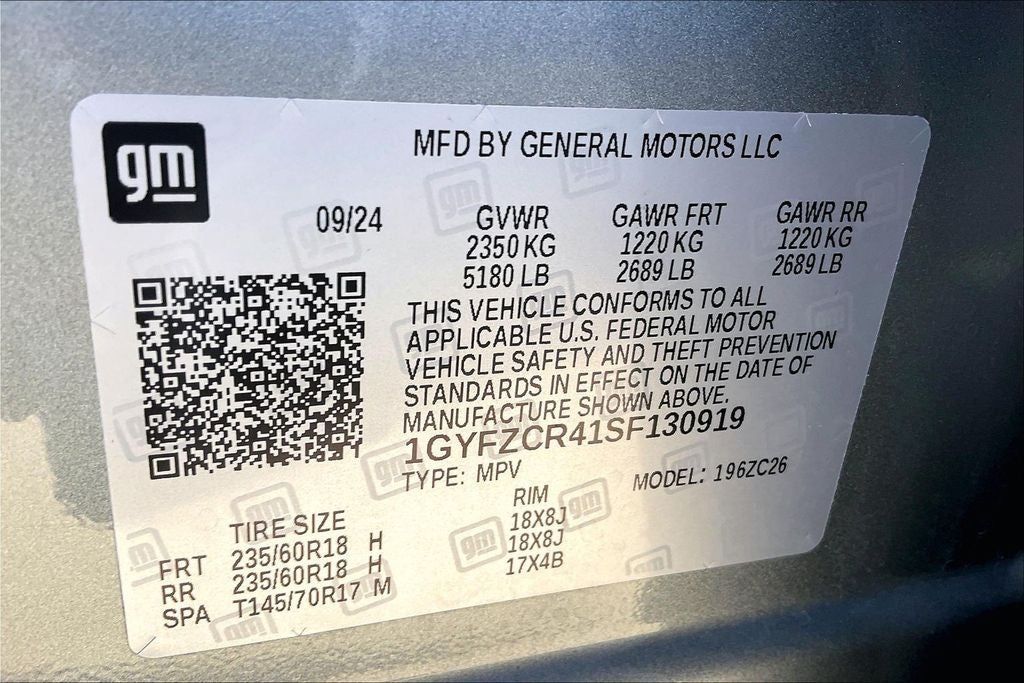 gm
MFD BY GENERAL MOTORS LLC
09/24
GVWR GAWR FRT GAWR RR
2350 KG 1220 KG 1220 KG
5180 LB 2689 LB 2689 LB
THIS VEHICLE CONFORMS TO ALL
APPLICABLE U.S. FEDERAL MOTOR
VEHICLE SAFETY AND THEFT PREVENTION
STANDARDS IN EFFECT ON THE DATE OF
MANUFACTURE SHOWN ABOVE.
1GYFZCR41SF130919
TYPE: MPV MODEL: 196ZC26
TIRE SIZE RIM
FRT 235/60R18 H 18X8J
RR 235/60R18 H 18X8J
SPA T145/70R17 M 17X4B